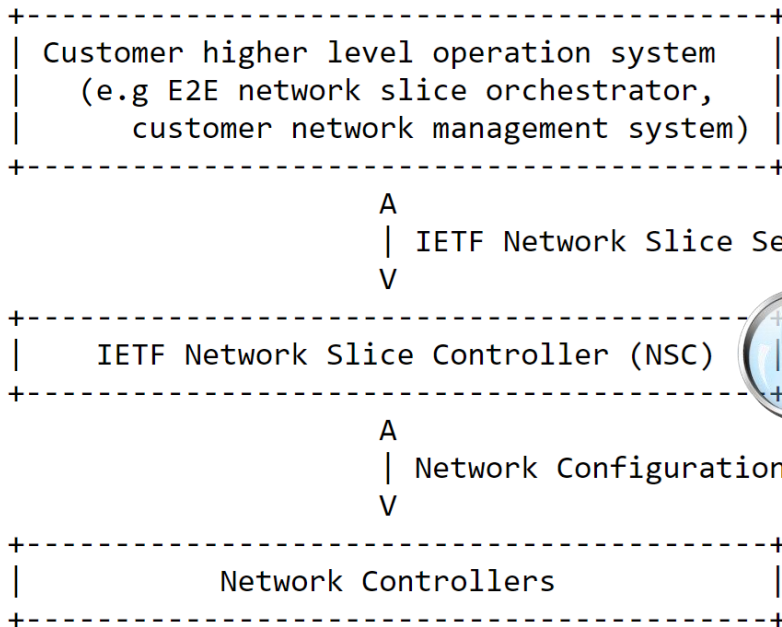 +------------------------------------------+
| Customer higher level operation system   |
|   (e.g E2E network slice orchestrator,   |
|      customer network management system) |
+------------------------------------------+
                     A
                     | IETF Network Slice
                     V
+------------------------------------------+
|    IETF Network Slice Controller (NSC)   |
+------------------------------------------+
                     A
                     | Network Configuration
                     V
+------------------------------------------+
|           Network Controllers            |
+------------------------------------------+